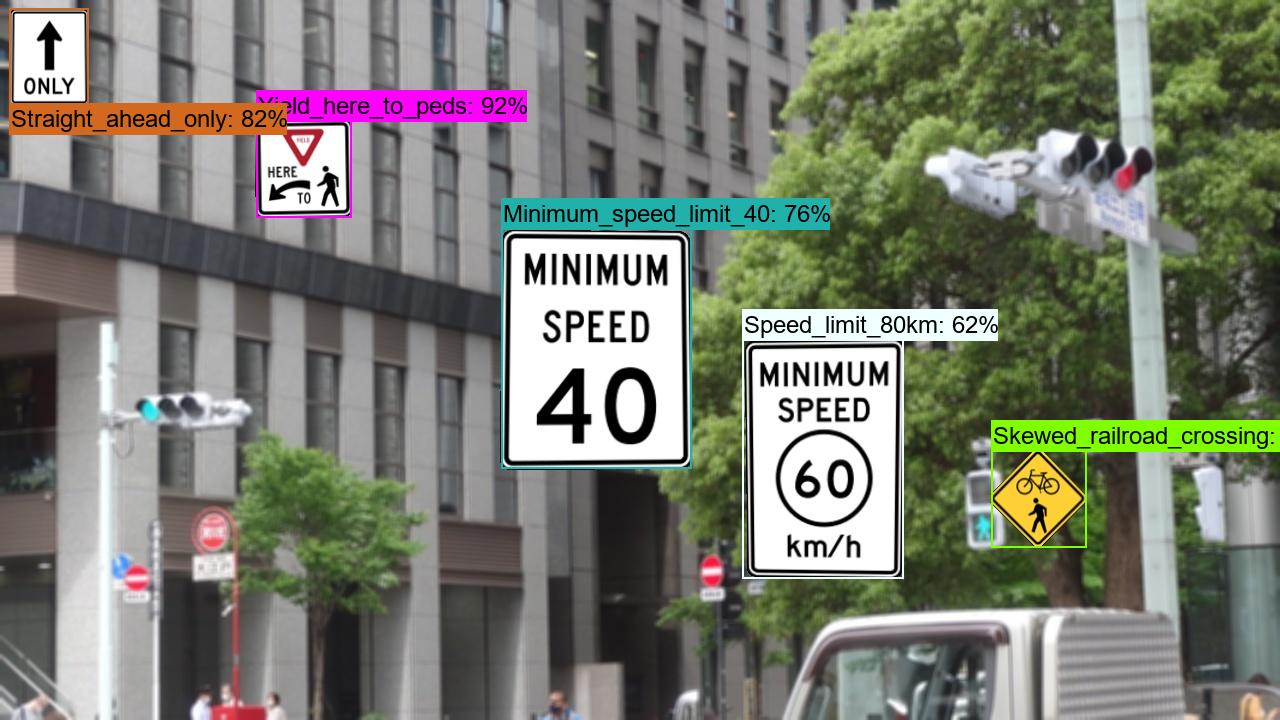 ONLY
Straight_ahead_only: 82%
Yield_here_to_peds: 92%
YIELD
HERE
TO
Minimum_speed_limit_40: 76%
MINIMUM
SPEED
40
Speed_limit_80km: 62%
MINIMUM
SPEED
60
km/h
Skewed_railroad_crossing: